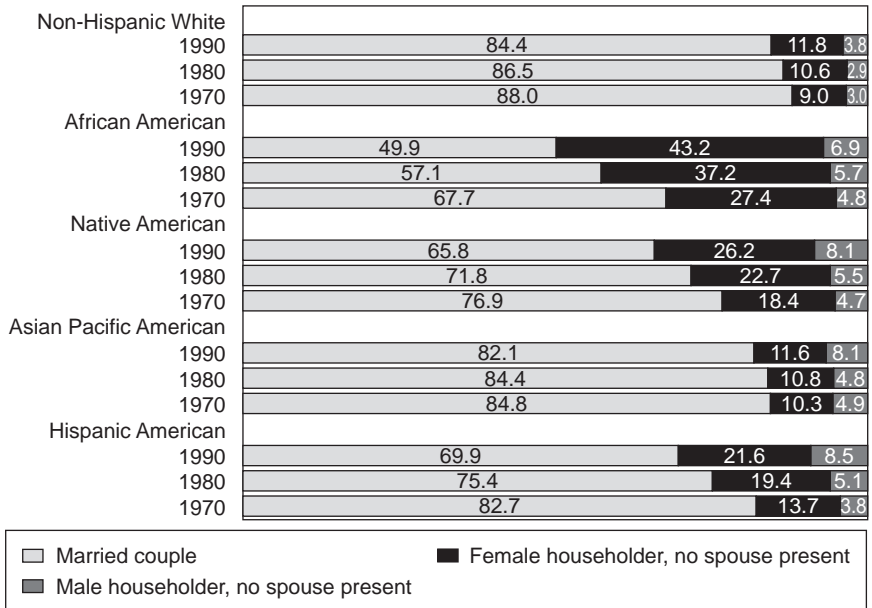 Non-Hispanic White
1990 84.4 11.8 3.8
1980 86.5 10.6 2.9
1970 88.0 9.0 3.0
African American
1990 49.9 43.2 6.9
1980 57.1 37.2 5.7
1970 67.7 27.4 4.8
Native American
1990 65.8 26.2 8.1
1980 71.8 22.7 5.5
1970 76.9 18.4 4.7
Asian Pacific American
1990 82.1 11.6 8.1
1980 84.4 10.8 4.8
1970 84.8 10.3 4.9
Hispanic American
1990 69.9 21.6 8.5
1980 75.4 19.4 5.1
1970 82.7 13.7 3.8
Married couple Female householder, no spouse present
Male householder, no spouse present